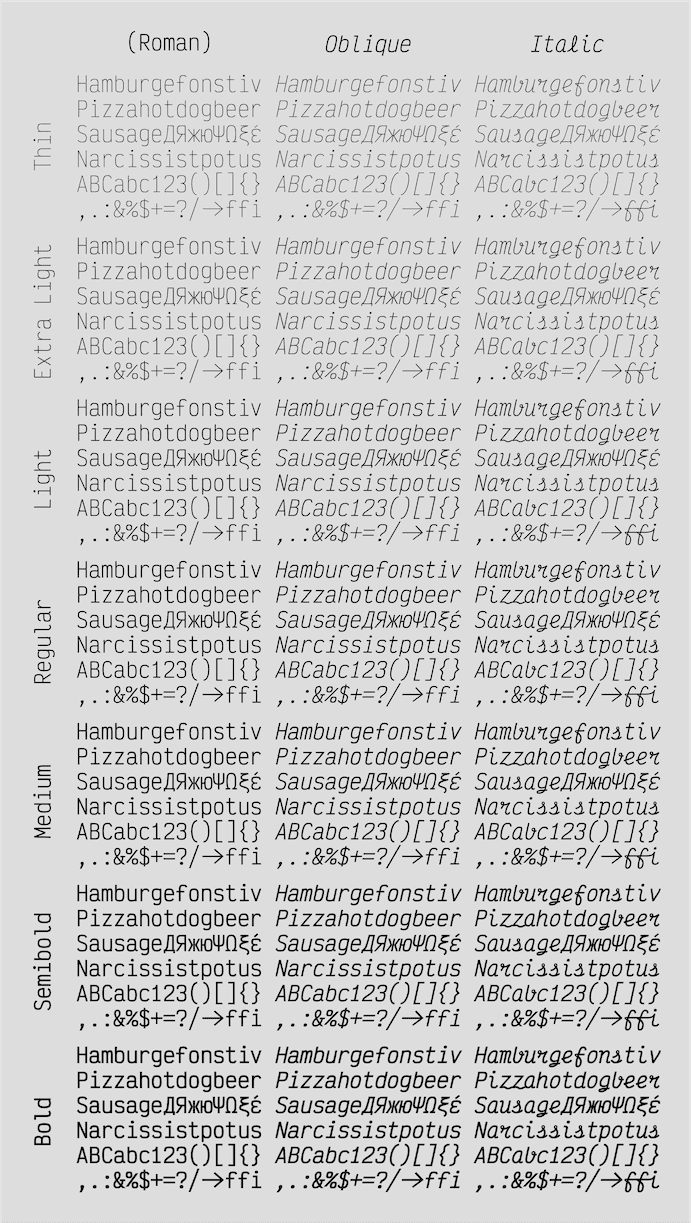 (Roman) Oblique Italic
Thin
Hamburgefonstiv Hamburgefonstiv Hamburgefonstiv
Pizzahotdogbeer Pizzahotdogbeer Pizzahotdogbeer
SausageДЯжюΨΩξέ SausageДЯжюΨΩξέ SausageДЯжюΨΩξέ
Narcissistpotus Narcissistpotus Narcissistpotus
ABCabc123()[]{} ABCabc123()[]{} ABCabc123()[]{}
,.:&%$+=?/→ffi ,.:&%$+=?/→ffi ,.:&%$+=?/→ffi
Extra Light
Hamburgefonstiv Hamburgefonstiv Hamburgefonstiv
Pizzahotdogbeer Pizzahotdogbeer Pizzahotdogbeer
SausageДЯжюΨΩξέ SausageДЯжюΨΩξέ SausageДЯжюΨΩξέ
Narcissistpotus Narcissistpotus Narcissistpotus
ABCabc123()[]{} ABCabc123()[]{} ABCabc123()[]{}
,.:&%$+=?/→ffi ,.:&%$+=?/→ffi ,.:&%$+=?/→ffi
Light
Hamburgefonstiv Hamburgefonstiv Hamburgefonstiv
Pizzahotdogbeer Pizzahotdogbeer Pizzahotdogbeer
SausageДЯжюΨΩξέ SausageДЯжюΨΩξέ SausageДЯжюΨΩξέ
Narcissistpotus Narcissistpotus Narcissistpotus
ABCabc123()[]{} ABCabc123()[]{} ABCabc123()[]{}
,.:&%$+=?/→ffi ,.:&%$+=?/→ffi ,.:&%$+=?/→ffi
Regular
Hamburgefonstiv Hamburgefonstiv Hamburgefonstiv
Pizzahotdogbeer Pizzahotdogbeer Pizzahotdogbeer
SausageДЯжюΨΩξέ SausageДЯжюΨΩξέ SausageДЯжюΨΩξέ
Narcissistpotus Narcissistpotus Narcissistpotus
ABCabc123()[]{} ABCabc123()[]{} ABCabc123()[]{}
,.:&%$+=?/→ffi ,.:&%$+=?/→ffi ,.:&%$+=?/→ffi
Medium
Hamburgefonstiv Hamburgefonstiv Hamburgefonstiv
Pizzahotdogbeer Pizzahotdogbeer Pizzahotdogbeer
SausageДЯжюΨΩξέ SausageДЯжюΨΩξέ SausageДЯжюΨΩξέ
Narcissistpotus Narcissistpotus Narcissistpotus
ABCabc123()[]{} ABCabc123()[]{} ABCabc123()[]{}
,.:&%$+=?/→ffi ,.:&%$+=?/→ffi ,.:&%$+=?/→ffi
Semibold
Hamburgefonstiv Hamburgefonstiv Hamburgefonstiv
Pizzahotdogbeer Pizzahotdogbeer Pizzahotdogbeer
SausageДЯжюΨΩξέ SausageДЯжюΨΩξέ SausageДЯжюΨΩξέ
Narcissistpotus Narcissistpotus Narcissistpotus
ABCabc123()[]{} ABCabc123()[]{} ABCabc123()[]{}
,.:&%$+=?/→ffi ,.:&%$+=?/→ffi ,.:&%$+=?/→ffi
Bold
Hamburgefonstiv Hamburgefonstiv Hamburgefonstiv
Pizzahotdogbeer Pizzahotdogbeer Pizzahotdogbeer
SausageДЯжюΨΩξέ SausageДЯжюΨΩξέ SausageДЯжюΨΩξέ
Narcissistpotus Narcissistpotus Narcissistpotus
ABCabc123()[]{} ABCabc123()[]{} ABCabc123()[]{}
,.:&%$+=?/→ffi ,.:&%$+=?/→ffi ,.:&%$+=?/→ffi